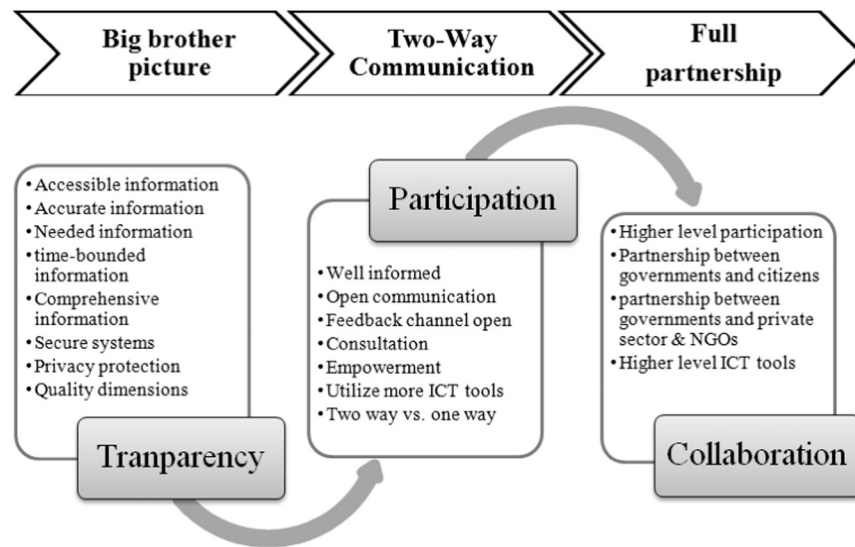 Big brother
picture
Two-Way
Communication
Full
partnership
•Accessible information
•Accurate information
•Needed information
•time-bounded
information
•Comprehensive
information
•Secure systems
•Privacy protection
•Quality dimensions
Tranparency
Participation
•Well informed
•Open communication
•Feedback channel open
•Consultation
•Empowerment
•Utilize more ICT tools
•Two way vs. one way
•Higher level participation
•Partnership between
governments and citizens
•partnership between
governments and private
sector & NGOs
•Higher level ICT tools
Collaboration